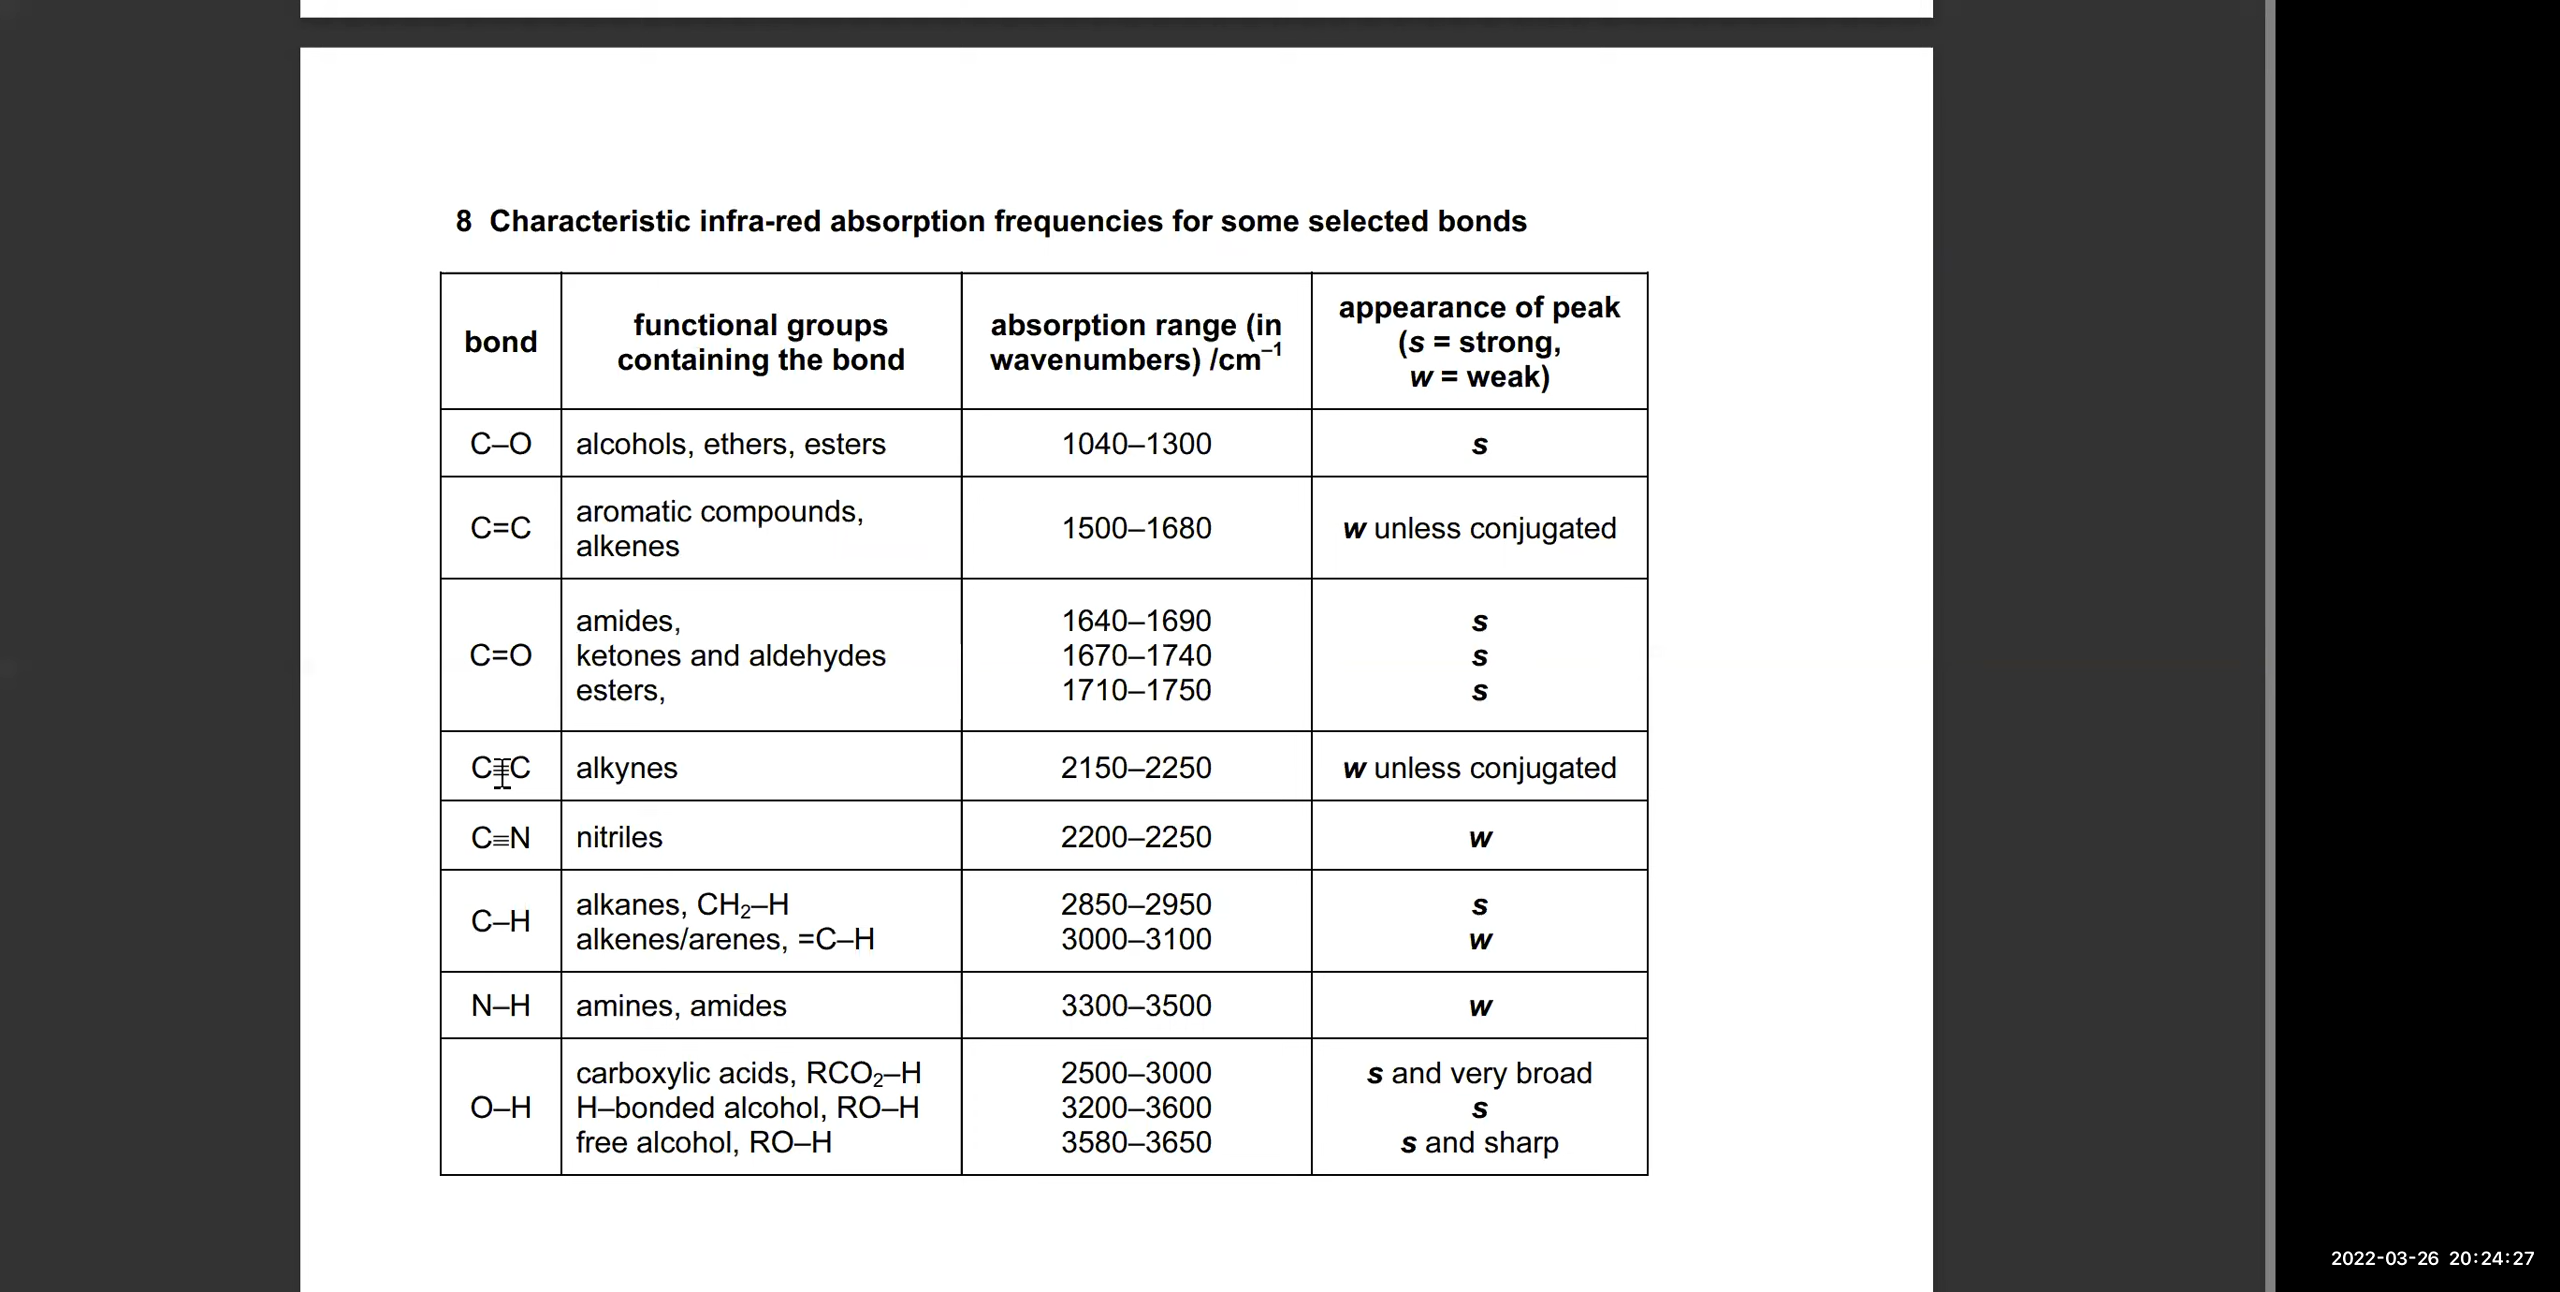 8 Characteristic infra-red absorption frequencies for some selected bonds
bond
functional groups
containing the bond
absorption range (in
wavenumbers) /cm⁻¹
appearance of peak
(s = strong,
w = weak)
C–O
alcohols, ethers, esters
1040–1300
s
C=C
aromatic compounds,
alkenes
1500–1680
w unless conjugated
C=O
amides,
ketones and aldehydes
esters,
1640–1690
1670–1740
1710–1750
s
s
s
C≡C
alkynes
2150–2250
w unless conjugated
C≡N
nitriles
2200–2250
w
C–H
alkanes, CH₂–H
alkenes/arenes, =C–H
2850–2950
3000–3100
s
w
N–H
amines, amides
3300–3500
w
O–H
carboxylic acids, RCO₂–H
H–bonded alcohol, RO–H
free alcohol, RO–H
2500–3000
3200–3600
3580–3650
s and very broad
s
s and sharp
2022-03-26 20:24:27